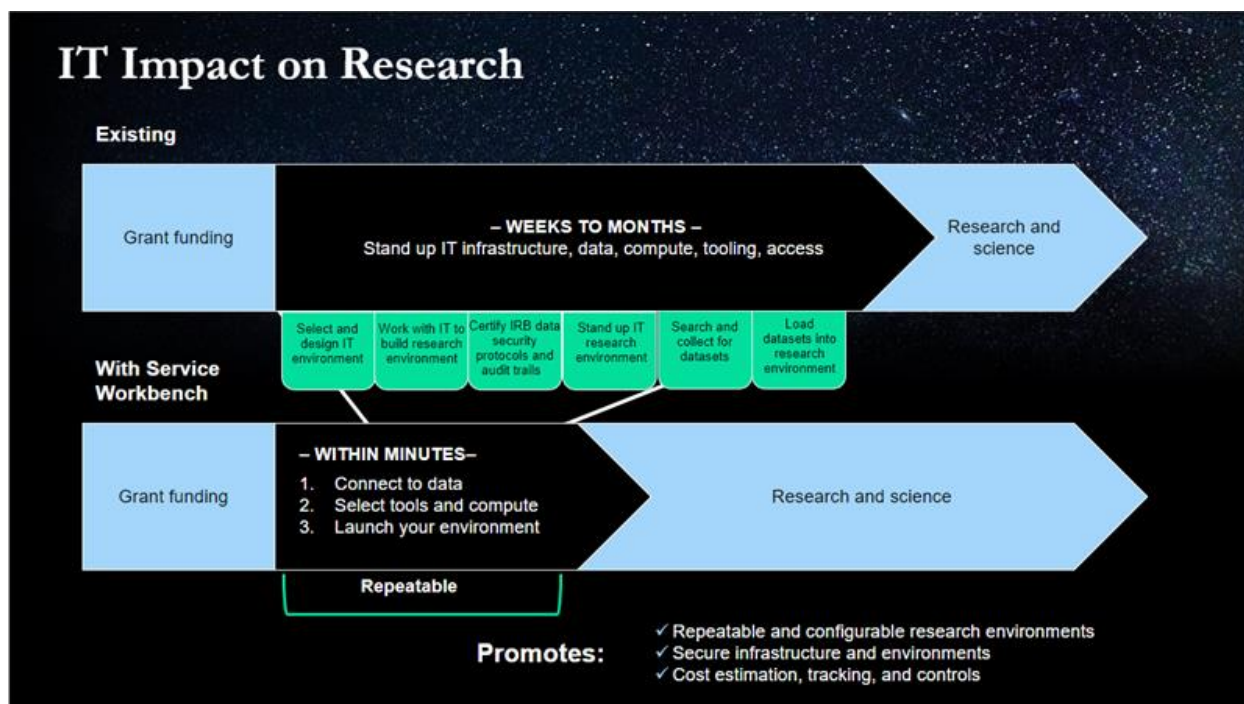 IT Impact on Research
Existing
Grant funding
– WEEKS TO MONTHS –
Stand up IT infrastructure, data, compute, tooling, access
Research and
science
Select and
design IT
environment
Work with IT to
build research
environment
Certify IRB data
security
protocols and
audit trails
Stand up IT
research
environment
Search and
collect for
datasets
Load
datasets into
research
environment
With Service
Workbench
Grant funding
– WITHIN MINUTES–
1. Connect to data
2. Select tools and compute
3. Launch your environment
Research and science
Repeatable
Promotes:
✓ Repeatable and configurable research environments
✓ Secure infrastructure and environments
✓ Cost estimation, tracking, and controls